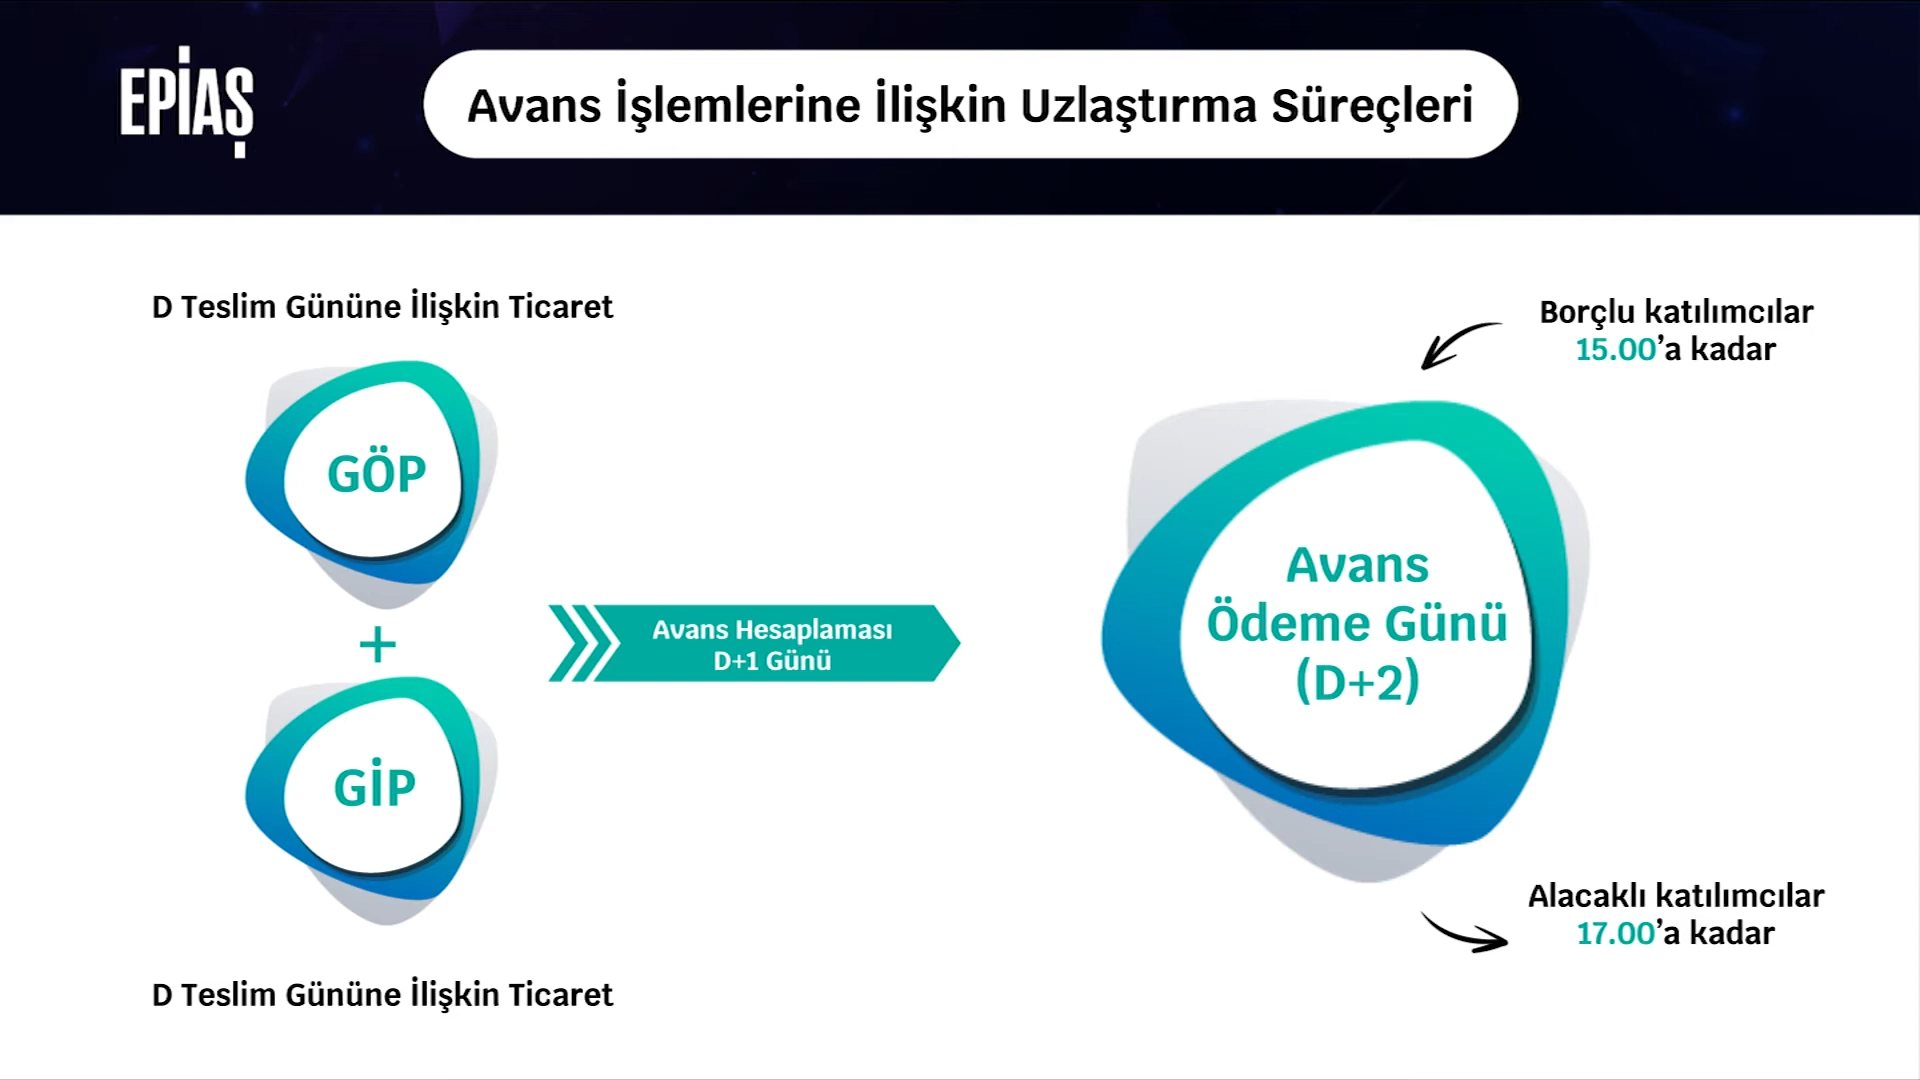 EPİAŞ
Avans İşlemlerine İlişkin Uzlaştırma Süreçleri
D Teslim Gününe İlişkin Ticaret
GÖP
+
GİP
D Teslim Gününe İlişkin Ticaret
Avans Hesaplaması
D+1 Günü
Borçlu katılımcılar
15.00’a kadar
Avans
Ödeme Günü
(D+2)
Alacaklı katılımcılar
17.00’a kadar